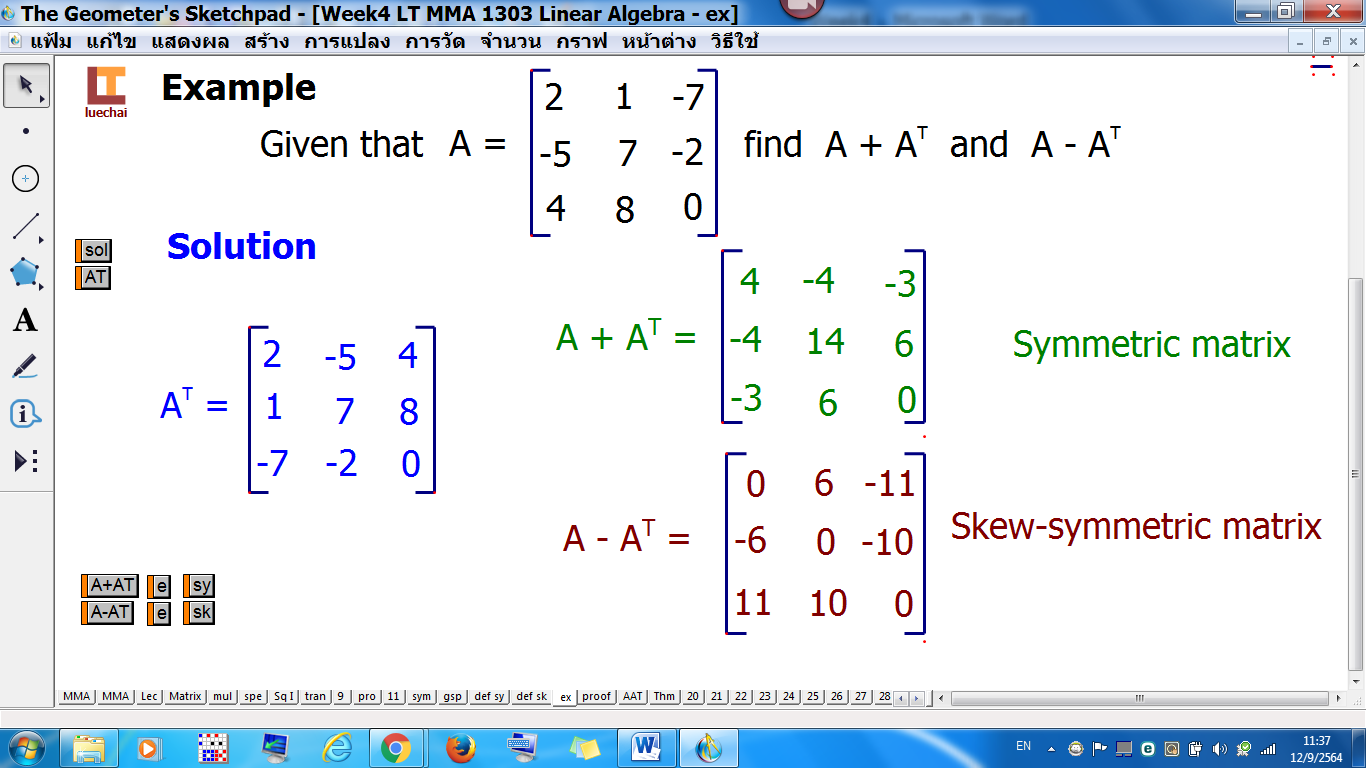 The Geometer's Sketchpad - [Week4 LT MMA 1303 Linear Algebra - ex]
แฟ้ม แก้ไข แสดงผล สร้าง การแปลง การวัด จำนวน กราฟ หน้าต่าง วิธีใช้
LT
luechai
Example
Given that A =
2 1 -7
-5 7 -2
4 8 0
find A + Aᵀ and A - Aᵀ
sol
AT
Solution
Aᵀ =
2 -5 4
1 7 8
-7 -2 0
A + Aᵀ =
4 -4 -3
-4 14 6
-3 6 0
Symmetric matrix
A - Aᵀ =
0 6 -11
-6 0 -10
11 10 0
Skew-symmetric matrix
A+AT e sy
A-AT e sk
MMA MMA Lec Matrix mul spe Sq I tran 9 pro 11 sym gsp def sy def sk ex proof AAT Thm 20 21 22 23 24 25 26 27 28
EN
11:37
12/9/2564